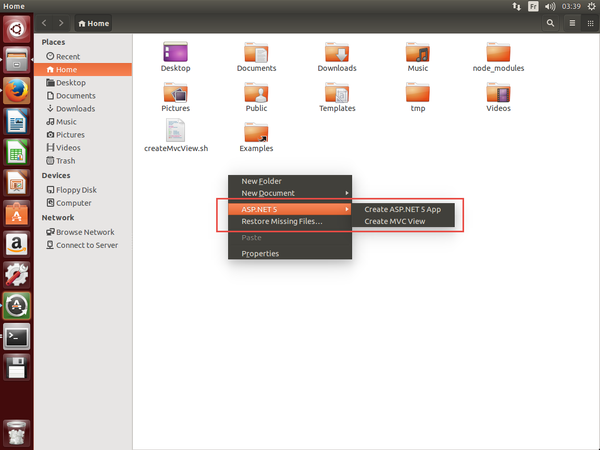 Home
Fr
03:39
Home
Places
Recent
Home
Desktop
Documents
Downloads
Music
Pictures
Videos
Trash
Devices
Floppy Disk
Computer
Network
Browse Network
Connect to Server
Desktop
Documents
Downloads
Music
node_modules
Pictures
Public
Templates
tmp
Videos
createMvcView.sh
Examples
New Folder
New Document
ASP.NET 5
Restore Missing Files...
Paste
Properties
Create ASP.NET 5 App
Create MVC View